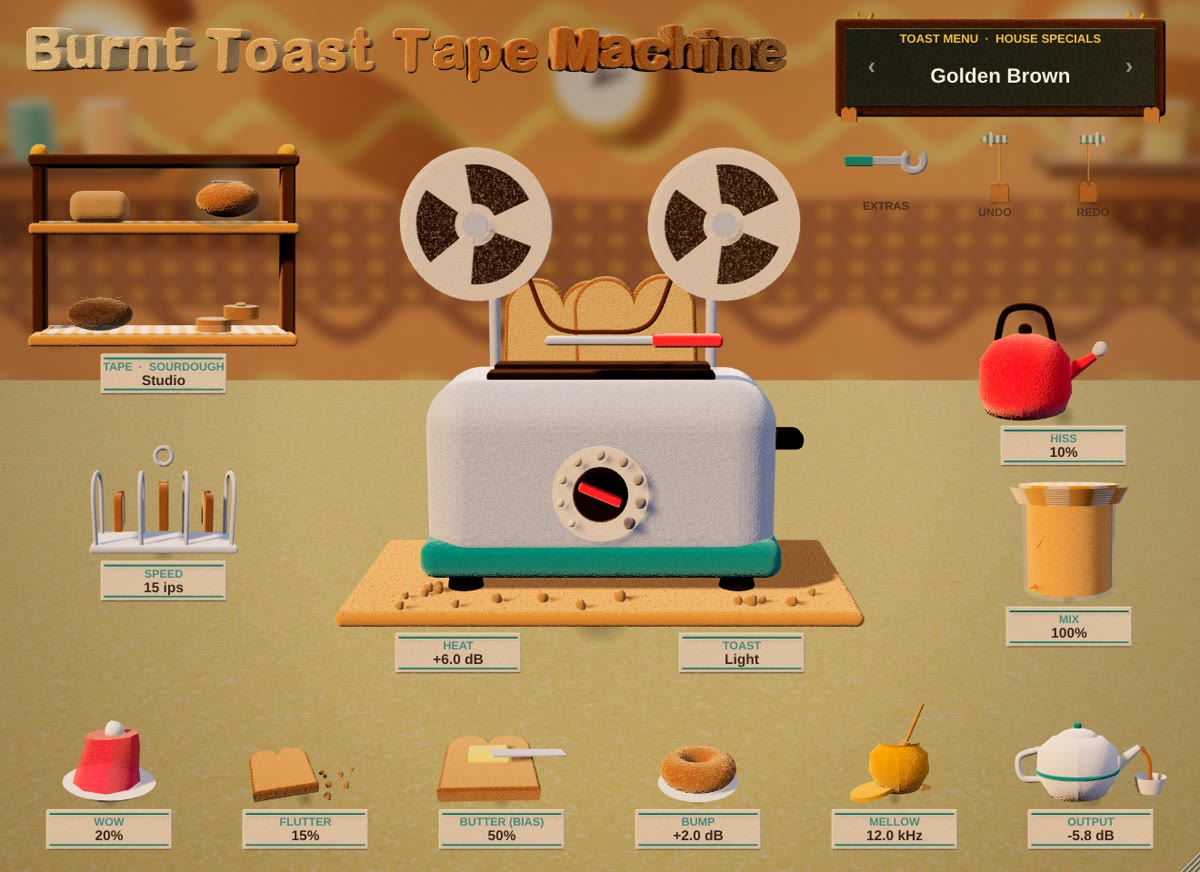 Burnt Toast Tape Machine
TOAST MENU · HOUSE SPECIALS
‹ Golden Brown ›
EXTRAS
UNDO
REDO
TAPE · SOURDOUGH
Studio
HISS
10%
SPEED
15 ips
MIX
100%
HEAT
+6.0 dB
TOAST
Light
WOW
20%
FLUTTER
15%
BUTTER (BIAS)
50%
BUMP
+2.0 dB
MELLOW
12.0 kHz
OUTPUT
-5.8 dB